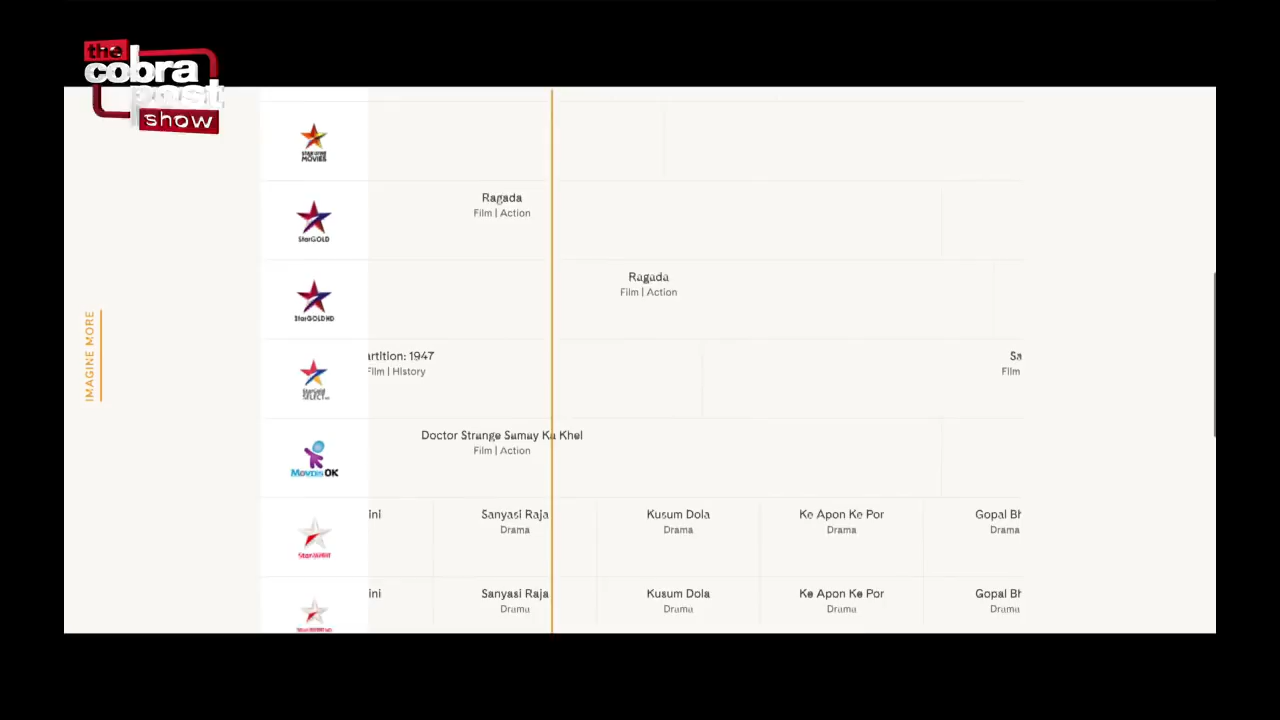 the
cobra
post
show
MOVIES
Ragada
Film | Action
StarGOLD
Ragada
Film | Action
StarGOLD HD
IMAGINE MORE
artition: 1947
Film | History
Sa
Film
SELECT
Doctor Strange Samay Ka Khel
Film | Action
Movies OK
ini
Sanyasi Raja
Kusum Dola
Ke Apon Ke Por
Gopal Bh
Drama
Drama
Drama
Drama
ini
Sanyasi Raja
Kusum Dola
Ke Apon Ke Por
Gopal Bh
Drama
Drama
Drama
Drama